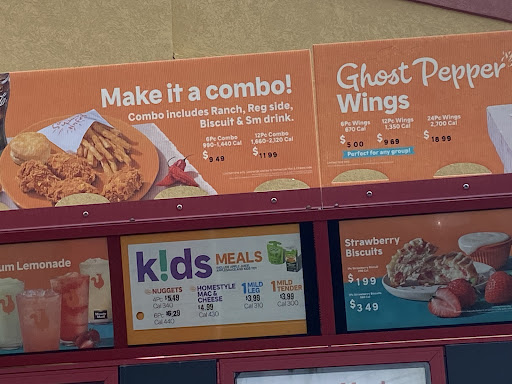 Make it a combo!
Combo includes Ranch, Reg side,
Biscuit & Sm drink.
6Pc Combo
990-1,440 Cal
$9 49
12Pc Combo
1,660-2,120 Cal
$11 99
Ghost Pepper
Wings
6Pc Wings
670 Cal
$5 00
12Pc Wings
1,350 Cal
$9 69
24Pc Wings
2,700 Cal
$18 99
Perfect for any group!
um Lemonade
kids MEALS
NUGGETS
4Pc $5.49
Cal 340
6Pc $6.29
Cal 440
HOMESTYLE
MAC &
CHEESE
$4.99
Cal 430
1 MILD
LEG
$3.99
Cal 310
1 MILD
TENDER
$3.99
Cal 300
Strawberry
Biscuits
$1 99
$3 49